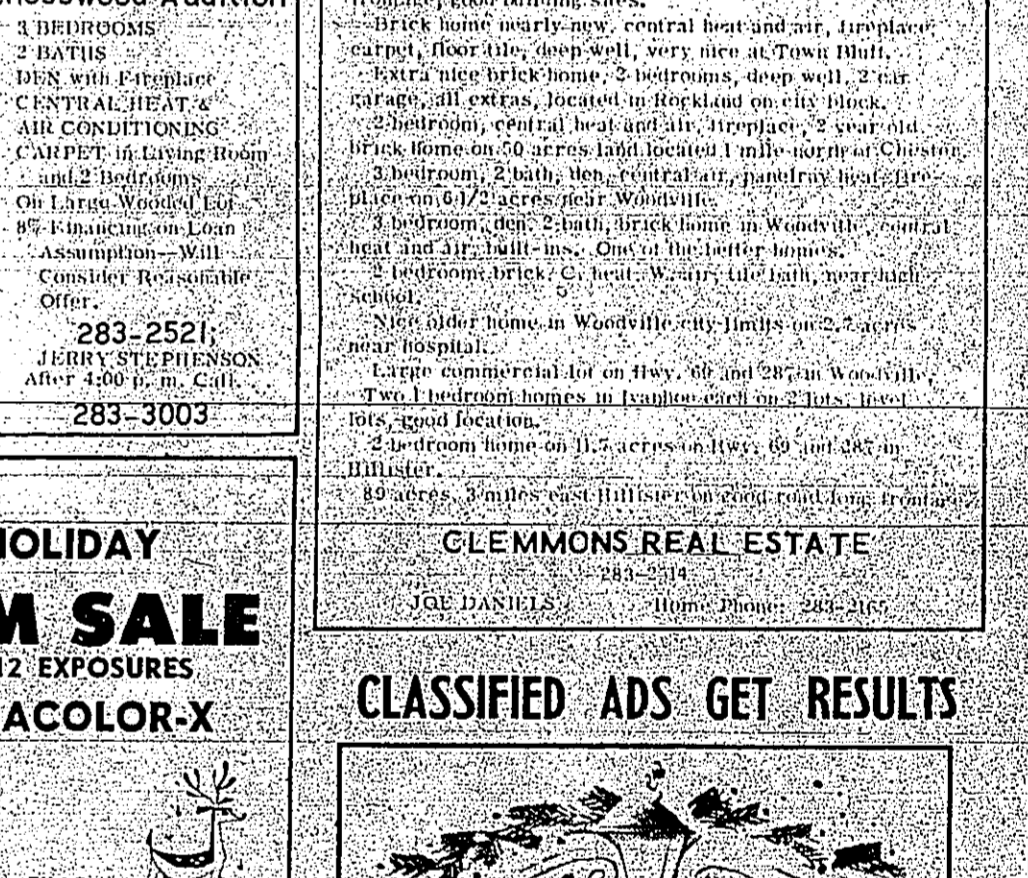 3 BEDROOMS
2 BATHS
DEN with Fireplace
CENTRAL HEAT &
AIR CONDITIONING
CARPET in Living Room
and 2 Bedrooms
On Large Wooded Lot
8% Financing on Loan
Assumption--Will
Consider Reasonable
Offer.
283-2521;
JERRY STEPHENSON
After 4:00 p. m. Call
283-3003
HOLIDAY
M SALE
12 EXPOSURES
ACOLOR-X
frontage, good building sites.
Brick home nearly new, central heat and air, fireplace,
carpet, floor tile, deep well, very nice at Town Bluff.
Extra nice brick home, 2 bedrooms, deep well, 2 car
garage, all extras, located in Rockland on city block.
2 bedroom, central heat and air, fireplace, 2 year old
brick home on 50 acres land located 1 mile north of Chester.
3 bedroom, 2 bath, den, central air, panelray heat, fire-
place on 6 1/2 acres near Woodville.
3 bedroom, den, 2 bath, brick home in Woodville, central
heat and air, built-ins. One of the better homes.
2 bedroom brick, C. heat, W. air, tile bath, near high
school.
Nice older home in Woodville city limits on 2.7 acres
near hospital.
Large commercial lot on Hwy. 69 and 287 in Woodville.
Two 1 bedroom homes in Ivanhoe each on 2 lots, level
lots, good location.
2 bedroom home on 11.7 acres on Hwy. 69 and 287 in
Hillister.
89 acres, 3 miles east Hillister on good road long frontage
CLEMMONS REAL ESTATE
283-2514
JOE DANIELS Home Phone: 283-2165
CLASSIFIED ADS GET RESULTS